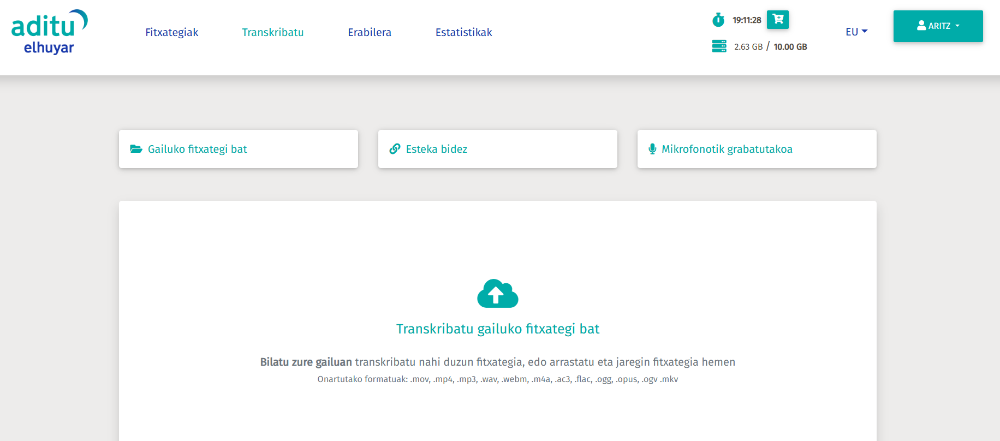 aditu
elhuyar
Fitxategiak
Transkribatu
Erabilera
Estatistikak
19:11:28
2.63 GB / 10.00 GB
EU
ARITZ
Gailuko fitxategi bat
Esteka bidez
Mikrofonotik grabatutakoa
Transkribatu gailuko fitxategi bat
Bilatu zure gailuan transkribatu nahi duzun fitxategia, edo arrastatu eta jaregin fitxategia hemen
Onartutako formatuak: .mov, .mp4, .mp3, .wav, .webm, .m4a, .ac3, .flac, .ogg, .opus, .ogv .mkv